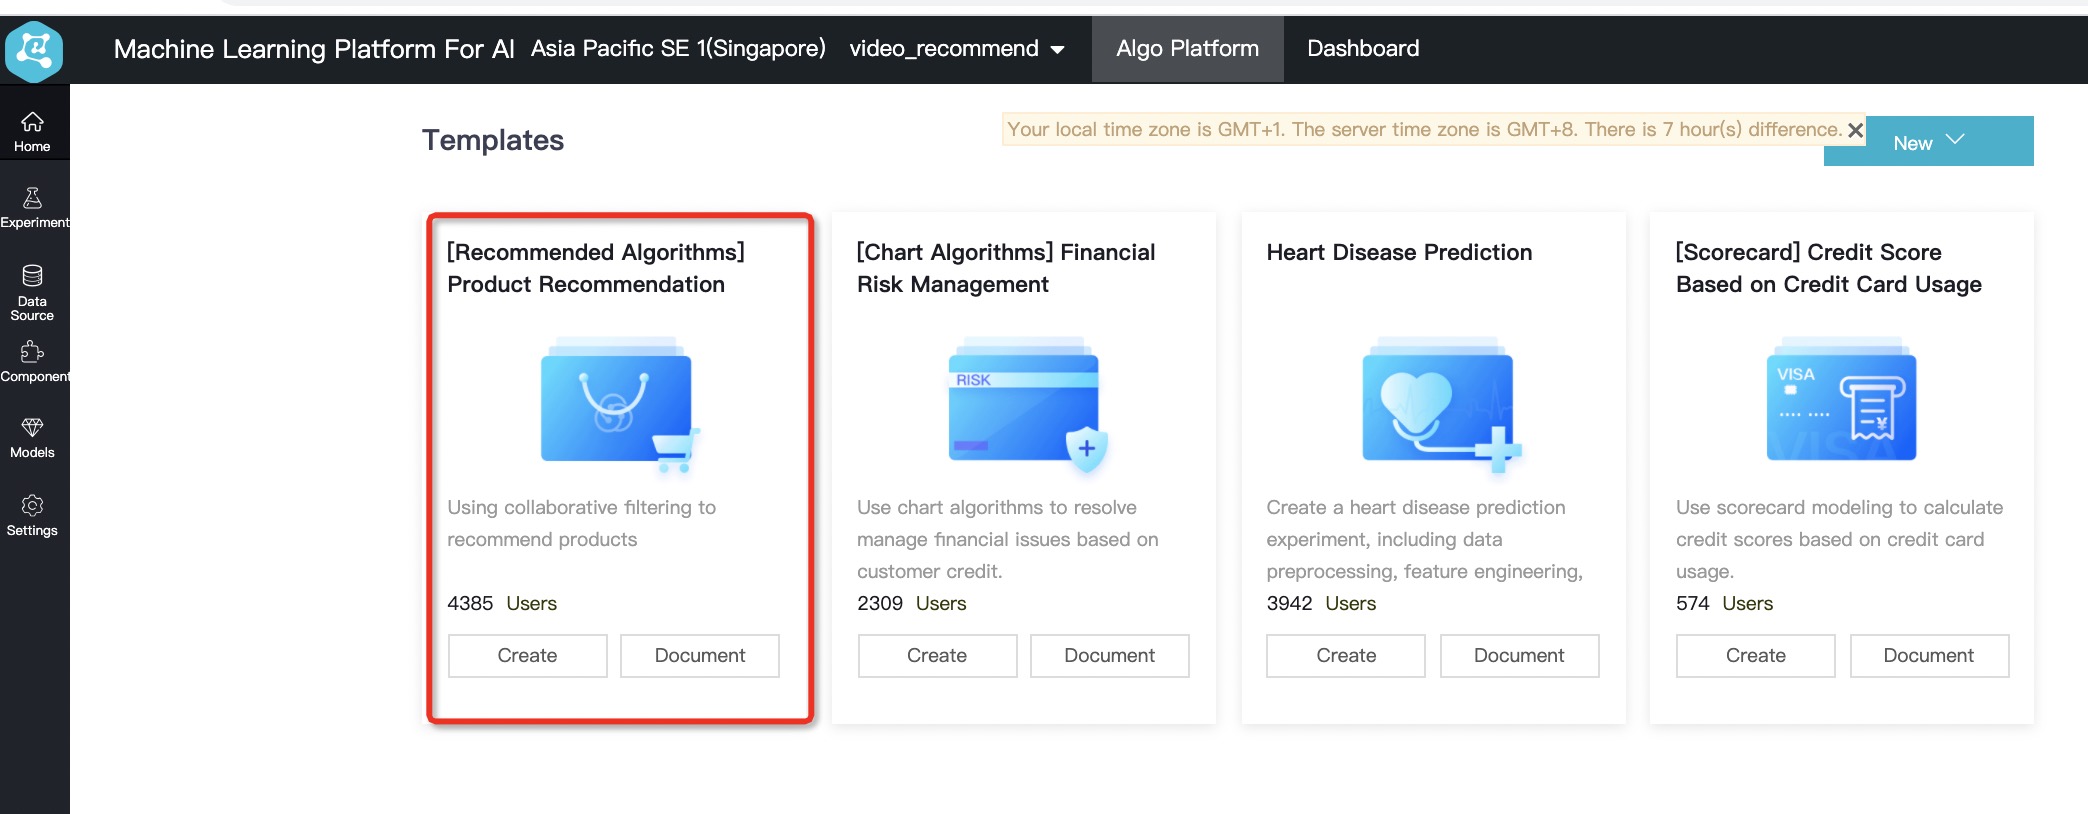 Machine Learning Platform For AI Asia Pacific SE 1(Singapore) video_recommend Algo Platform Dashboard
Home
Experiment
Data
Source
Component
Models
Settings
Templates
Your local time zone is GMT+1. The server time zone is GMT+8. There is 7 hour(s) difference.
New
[Recommended Algorithms]
Product Recommendation
Using collaborative filtering to
recommend products
4385 Users
Create Document
[Chart Algorithms] Financial
Risk Management
RISK
Use chart algorithms to resolve
manage financial issues based on
customer credit.
2309 Users
Create Document
Heart Disease Prediction
Create a heart disease prediction
experiment, including data
preprocessing, feature engineering,
3942 Users
Create Document
[Scorecard] Credit Score
Based on Credit Card Usage
VISA
¥
VISA
Use scorecard modeling to calculate
credit scores based on credit card
usage.
574 Users
Create Document